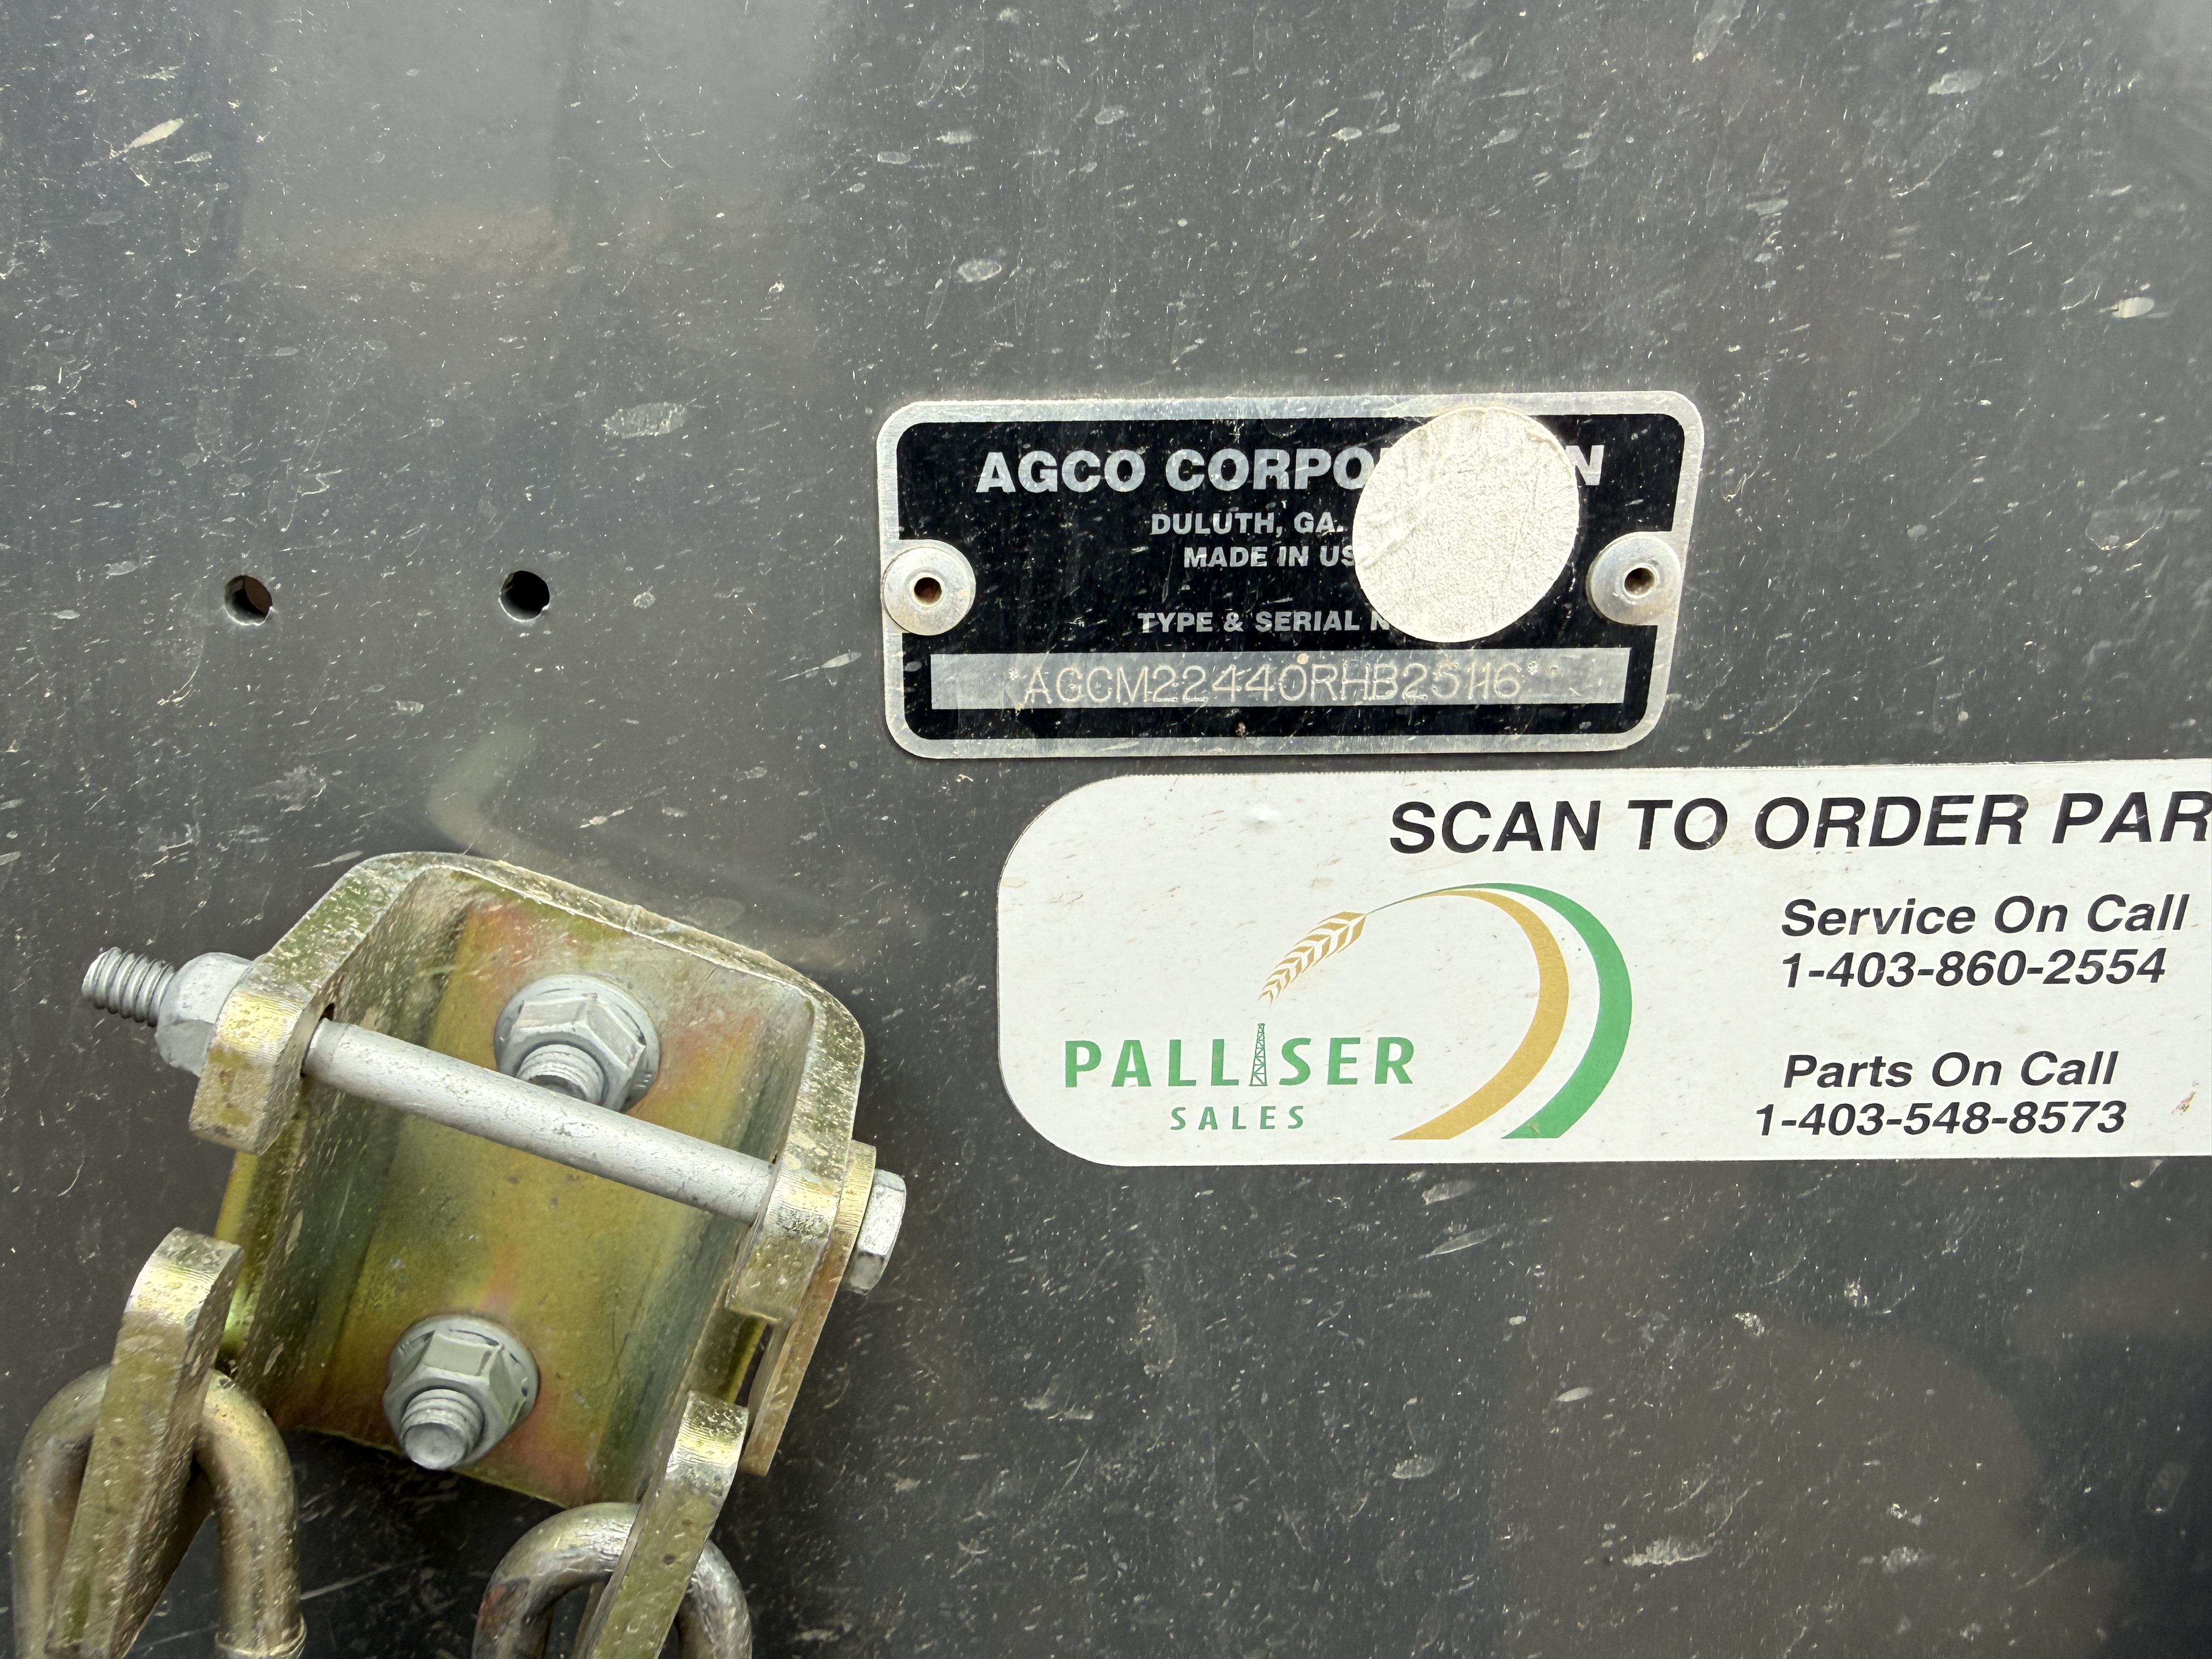 AGCO CORPO N
DULUTH, GA.
MADE IN US
TYPE & SERIAL N
*AGCM22440RHB25116*
SCAN TO ORDER PAR
Service On Call
1-403-860-2554
PALLISER
SALES
Parts On Call
1-403-548-8573